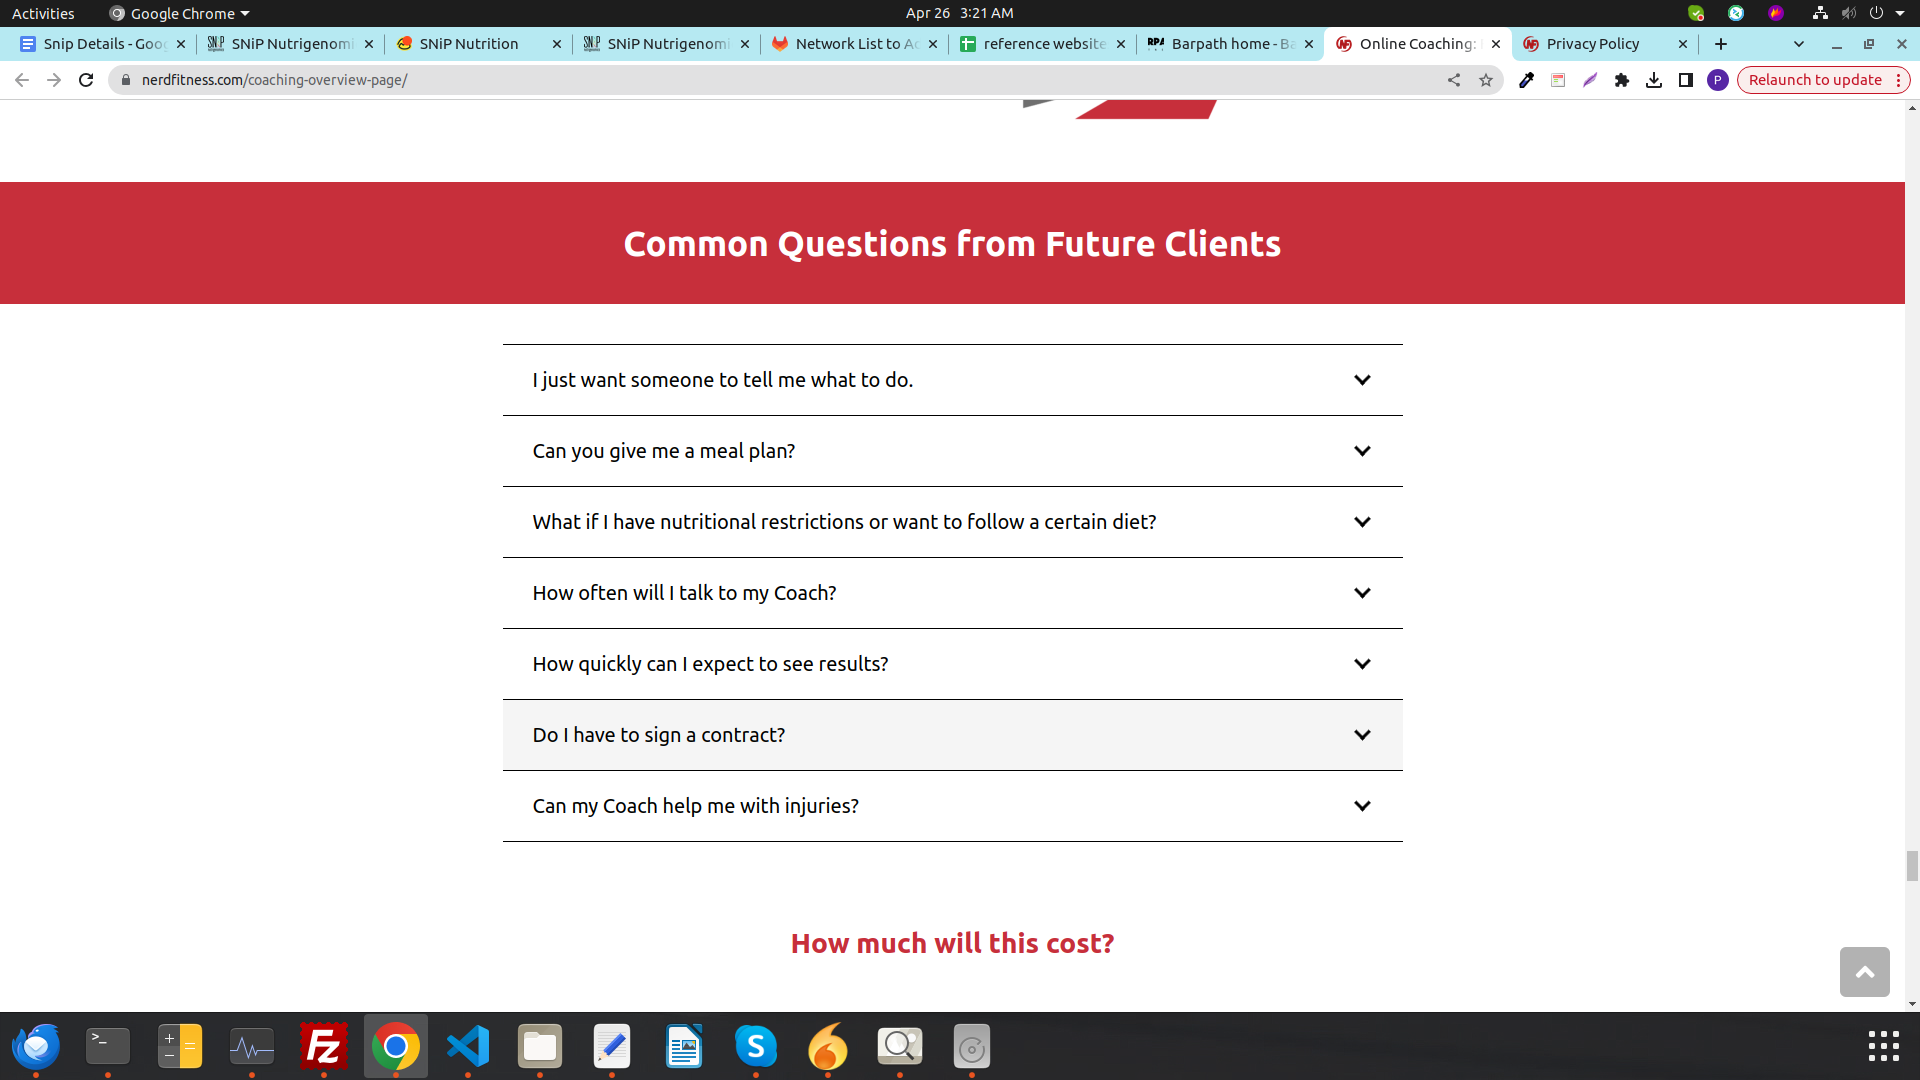 Activities Google Chrome Apr 26 3:21 AM
Snip Details - Goo SNiP Nutrigenomi SNiP Nutrition SNiP Nutrigenomi Network List to Ac reference website Barpath home - Ba Online Coaching: Privacy Policy
nerdfitness.com/coaching-overview-page/ P Relaunch to update
Common Questions from Future Clients
I just want someone to tell me what to do.
Can you give me a meal plan?
What if I have nutritional restrictions or want to follow a certain diet?
How often will I talk to my Coach?
How quickly can I expect to see results?
Do I have to sign a contract?
Can my Coach help me with injuries?
How much will this cost?